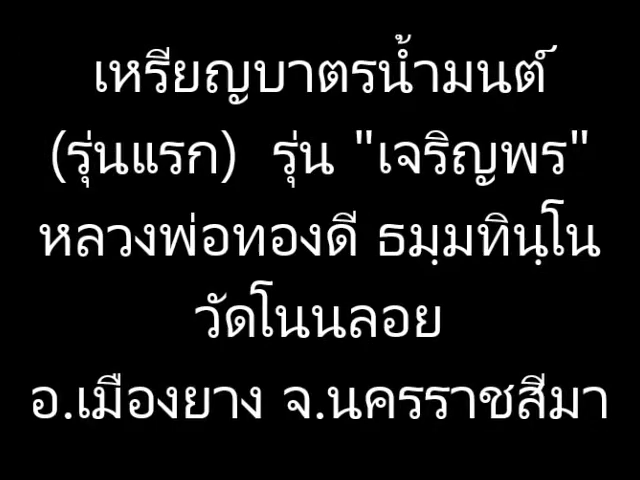 เหรียญบาตรน้ำมนต์
(รุ่นแรก)  รุ่น "เจริญพร"
หลวงพ่อทองดี ธมฺมทินฺโน
วัดโนนลอย
อ.เมืองยาง จ.นครราชสีมา